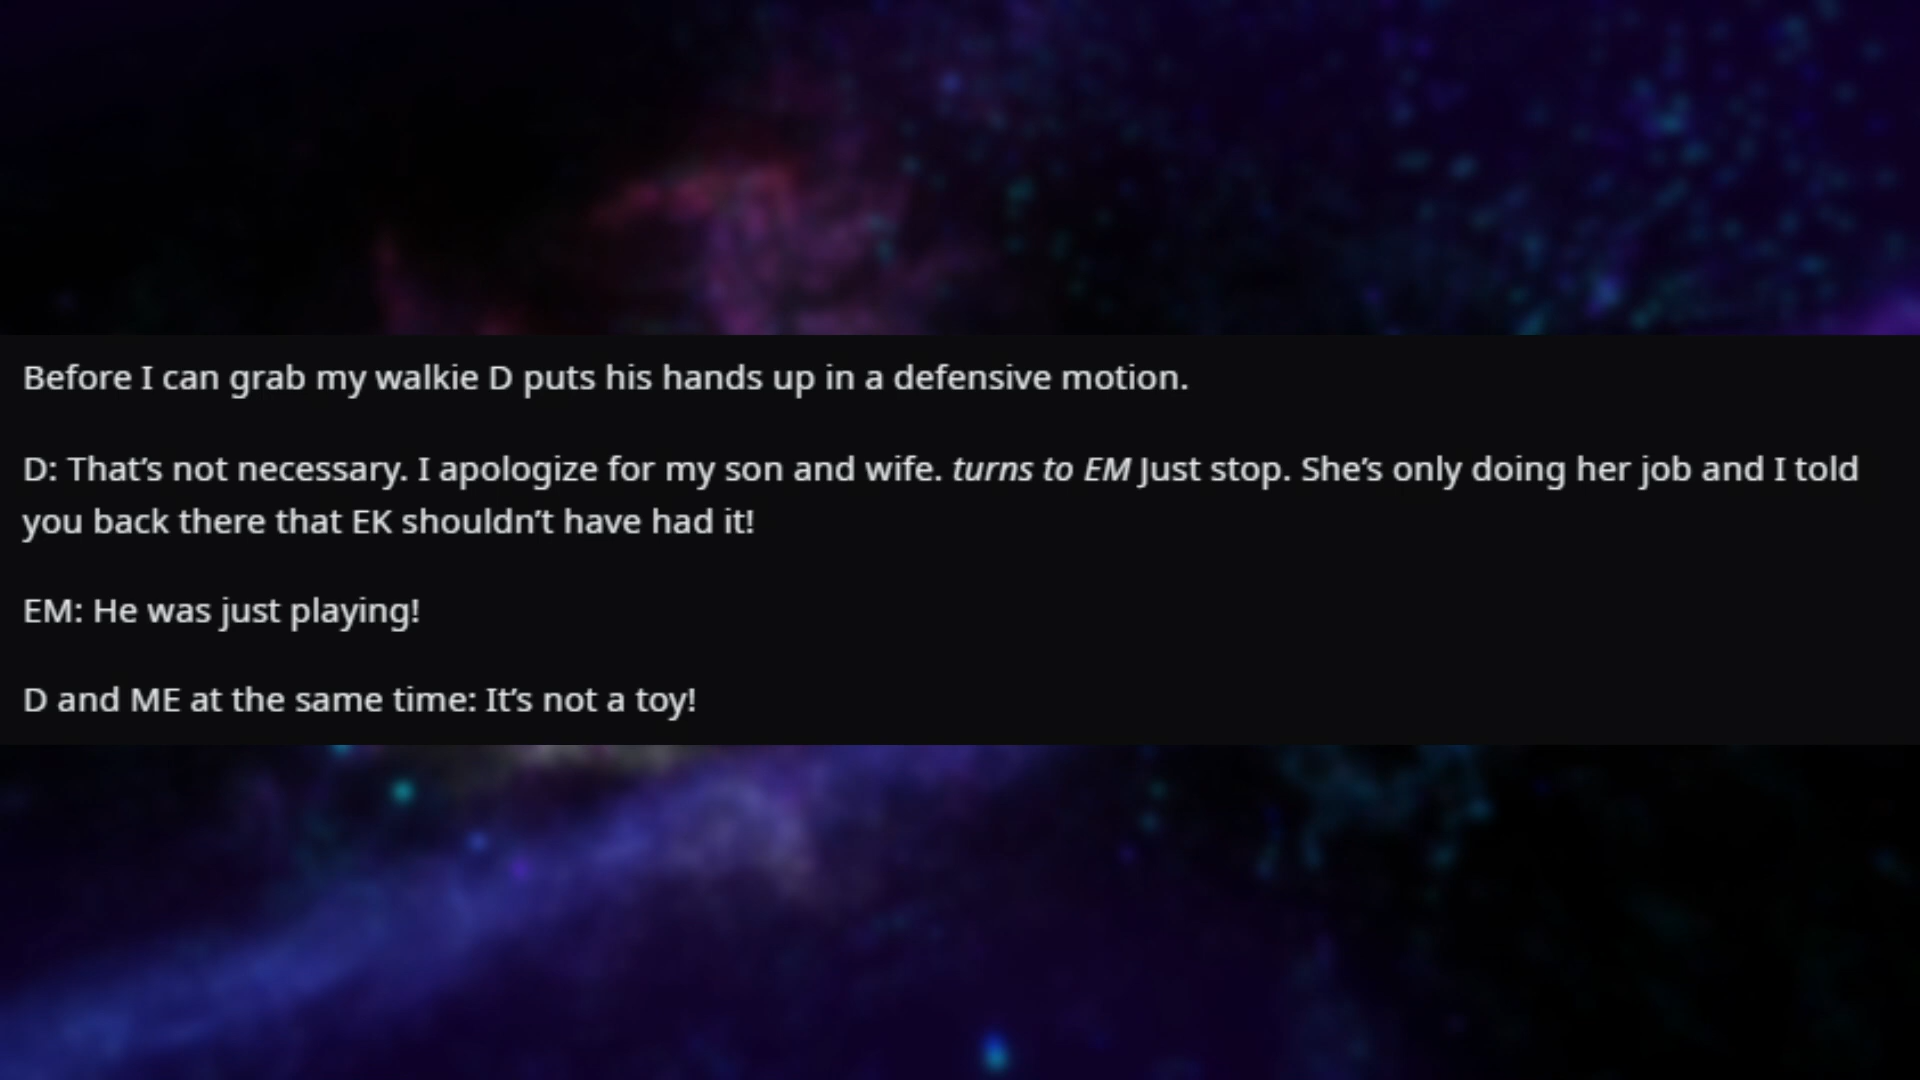 Before I can grab my walkie D puts his hands up in a defensive motion.
D: That’s not necessary. I apologize for my son and wife. turns to EM Just stop. She’s only doing her job and I told
you back there that EK shouldn’t have had it!
EM: He was just playing!
D and ME at the same time: It’s not a toy!